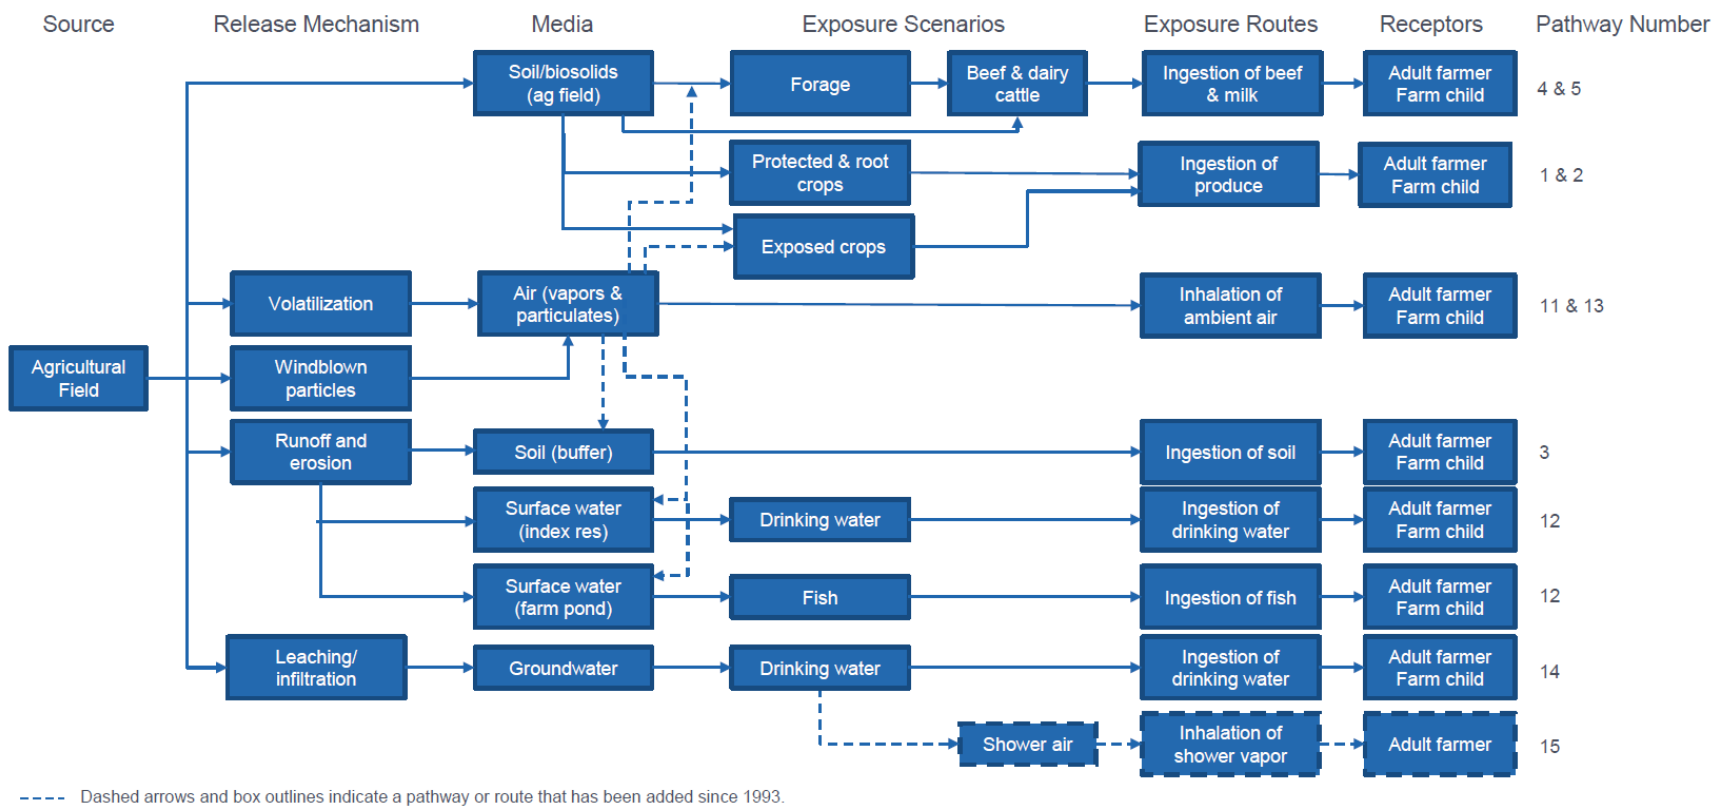 Source Release Mechanism Media Exposure Scenarios Exposure Routes Receptors Pathway Number
Soil/biosolids
(ag field)
Forage
Beef & dairy
cattle
Ingestion of beef
& milk
Adult farmer
Farm child
4 & 5
Protected & root
crops
Ingestion of
produce
Adult farmer
Farm child
1 & 2
Exposed crops
Volatilization
Air (vapors &
particulates)
Inhalation of
ambient air
Adult farmer
Farm child
11 & 13
Agricultural
Field
Windblown
particles
Runoff and
erosion
Soil (buffer)
Ingestion of soil
Adult farmer
Farm child
3
Surface water
(index res)
Drinking water
Ingestion of
drinking water
Adult farmer
Farm child
12
Surface water
(farm pond)
Fish
Ingestion of fish
Adult farmer
Farm child
12
Leaching/
infiltration
Groundwater
Drinking water
Ingestion of
drinking water
Adult farmer
Farm child
14
Shower air
Inhalation of
shower vapor
Adult farmer
15
Dashed arrows and box outlines indicate a pathway or route that has been added since 1993.